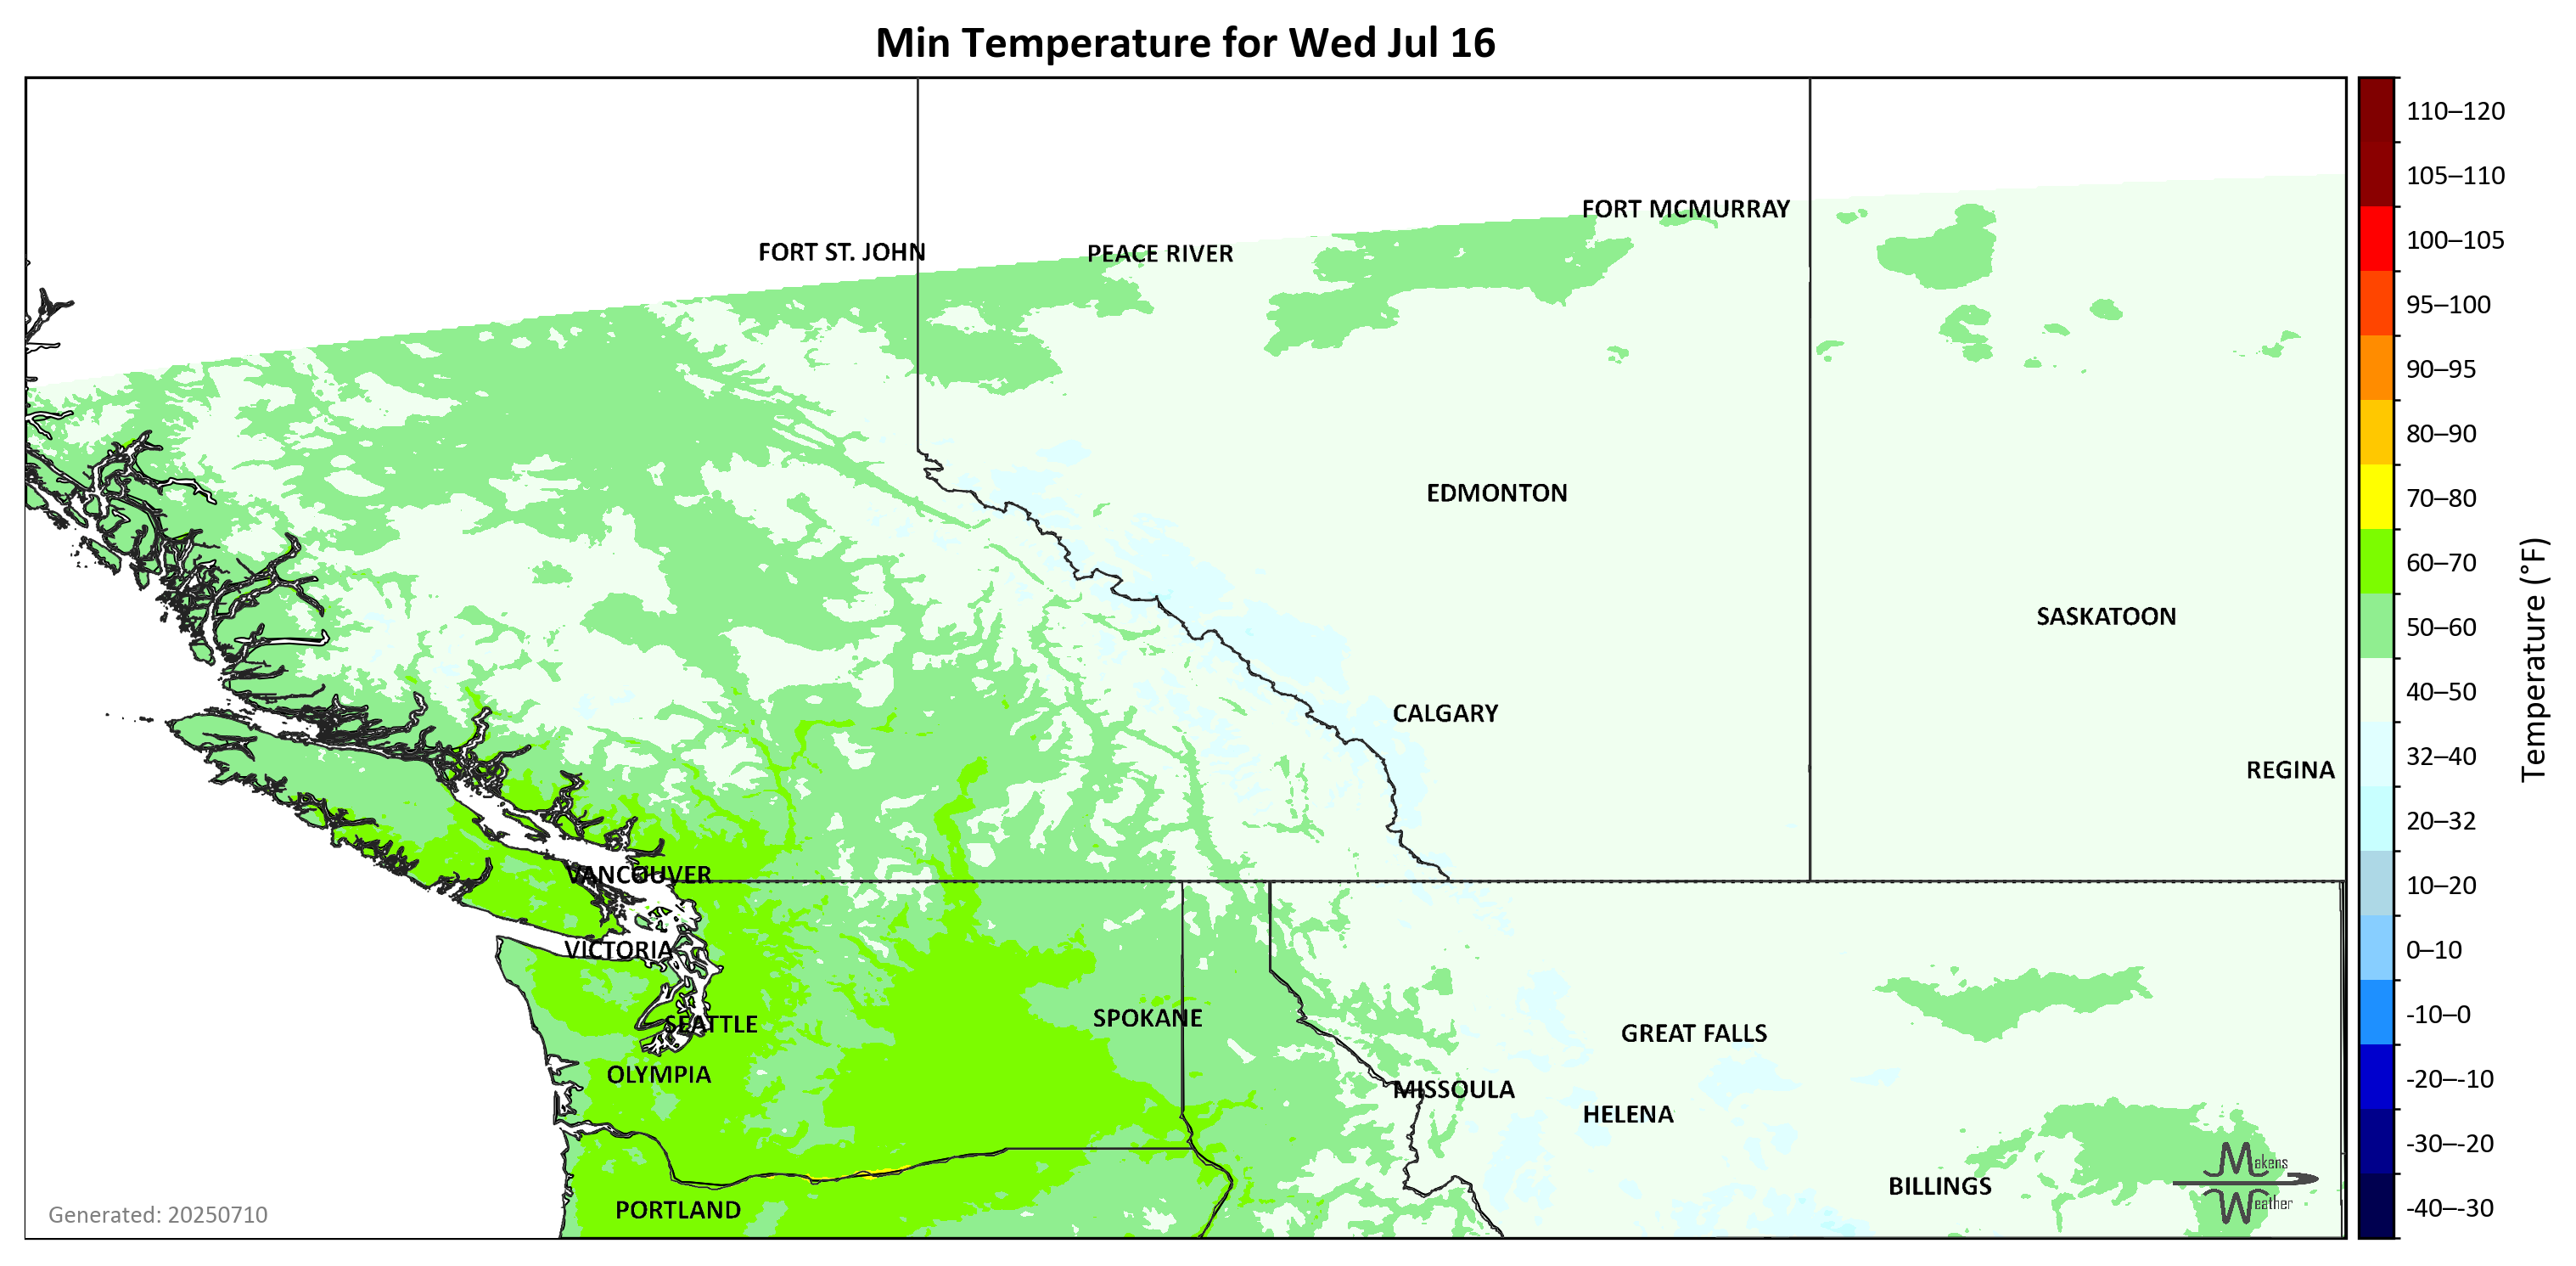 Min Temperature for Wed Jul 16
FORT MCMURRAY
FORT ST. JOHN
PEACE RIVER
EDMONTON
SASKATOON
CALGARY
REGINA
VANCOUVER
VICTORIA
SEATTLE
SPOKANE
GREAT FALLS
OLYMPIA
MISSOULA
HELENA
BILLINGS
PORTLAND
Makens
Weather
Generated: 20250710
110–120
105–110
100–105
95–100
90–95
80–90
70–80
60–70
50–60
40–50
32–40
20–32
10–20
0–10
-10–0
-20–-10
-30–-20
-40–-30
Temperature (°F)